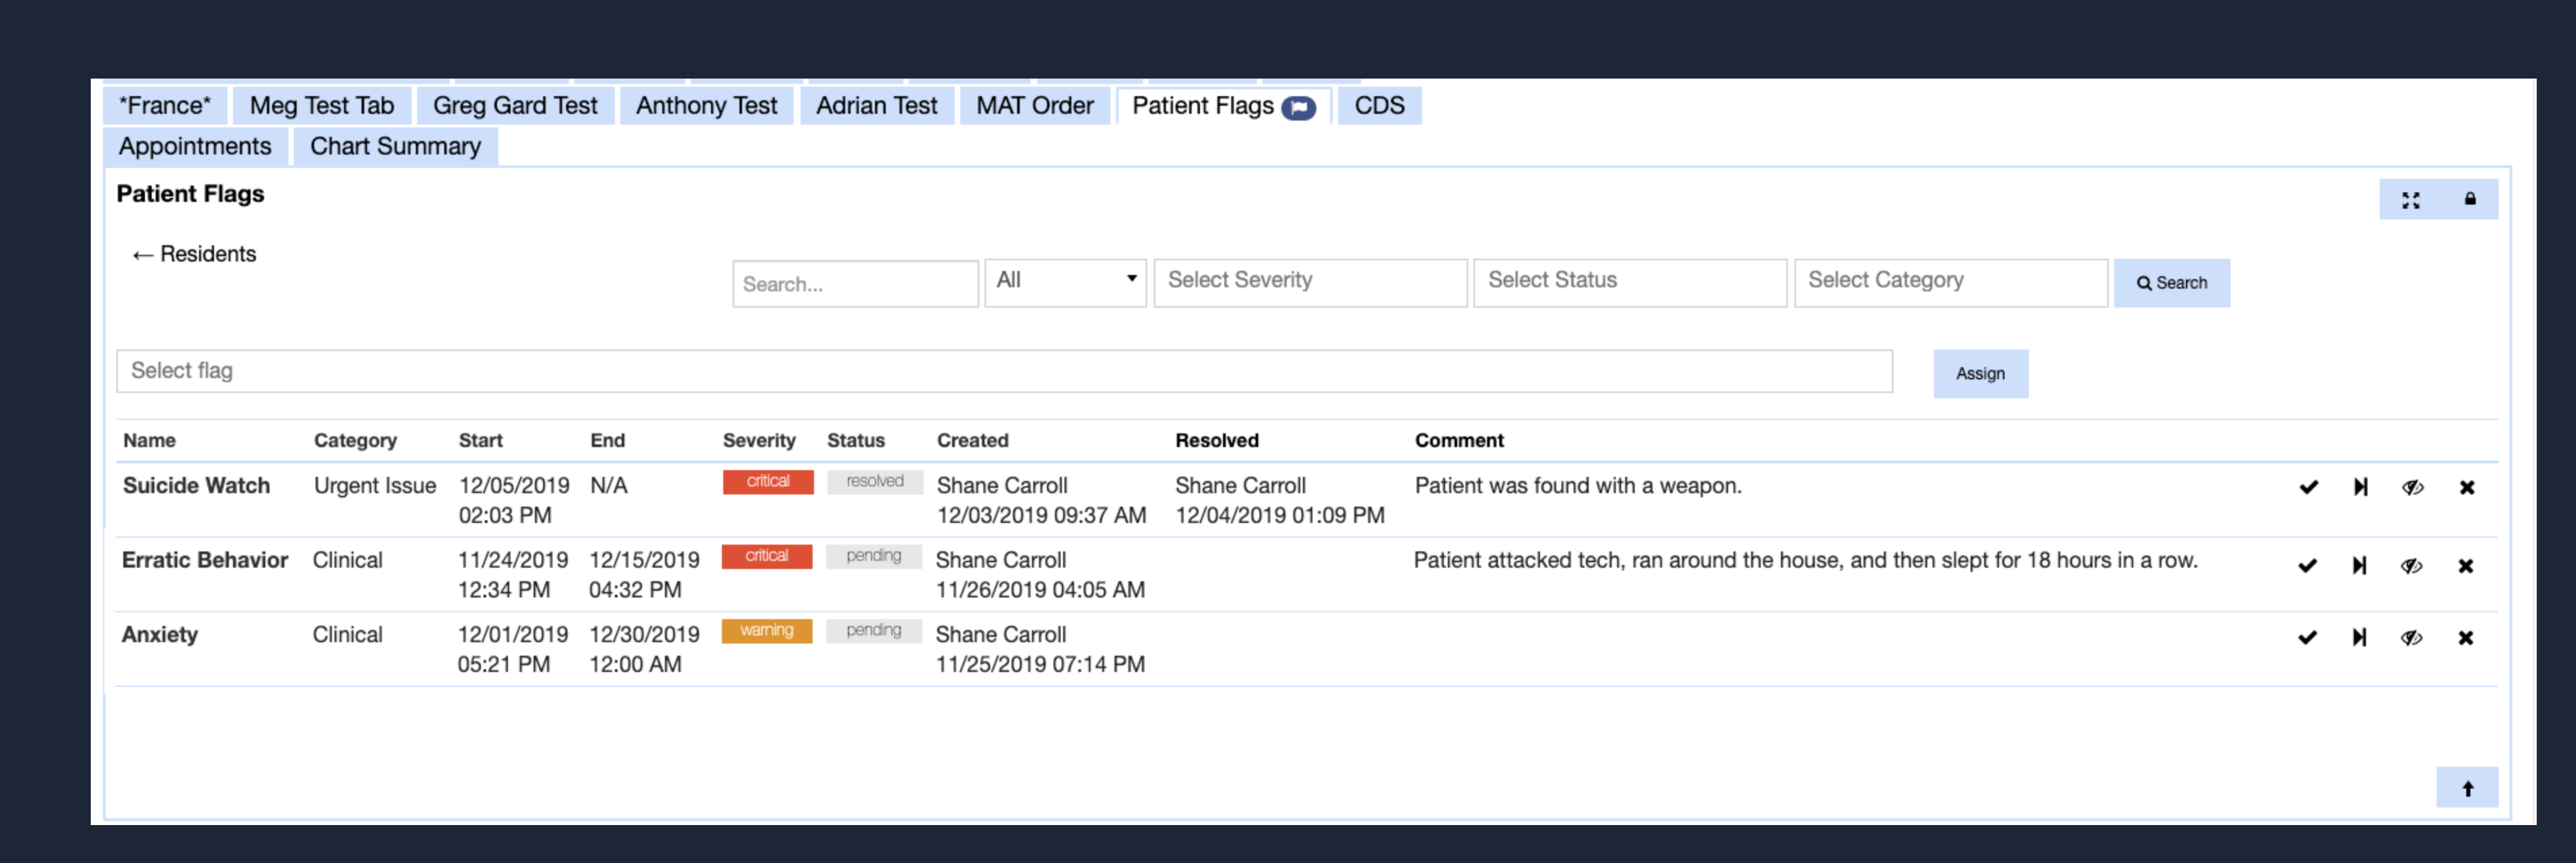 *France* Meg Test Tab Greg Gard Test Anthony Test Adrian Test MAT Order Patient Flags CDS
Appointments Chart Summary
Patient Flags
← Residents
Search... All Select Severity Select Status Select Category Search
Select flag Assign
Name Category Start End Severity Status Created Resolved Comment
Suicide Watch Urgent Issue 12/05/2019 N/A critical resolved Shane Carroll Shane Carroll Patient was found with a weapon.
02:03 PM 12/03/2019 09:37 AM 12/04/2019 01:09 PM
Erratic Behavior Clinical 11/24/2019 12/15/2019 critical pending Shane Carroll Patient attacked tech, ran around the house, and then slept for 18 hours in a row.
12:34 PM 04:32 PM 11/26/2019 04:05 AM
Anxiety Clinical 12/01/2019 12/30/2019 warning pending Shane Carroll
05:21 PM 12:00 AM 11/25/2019 07:14 PM